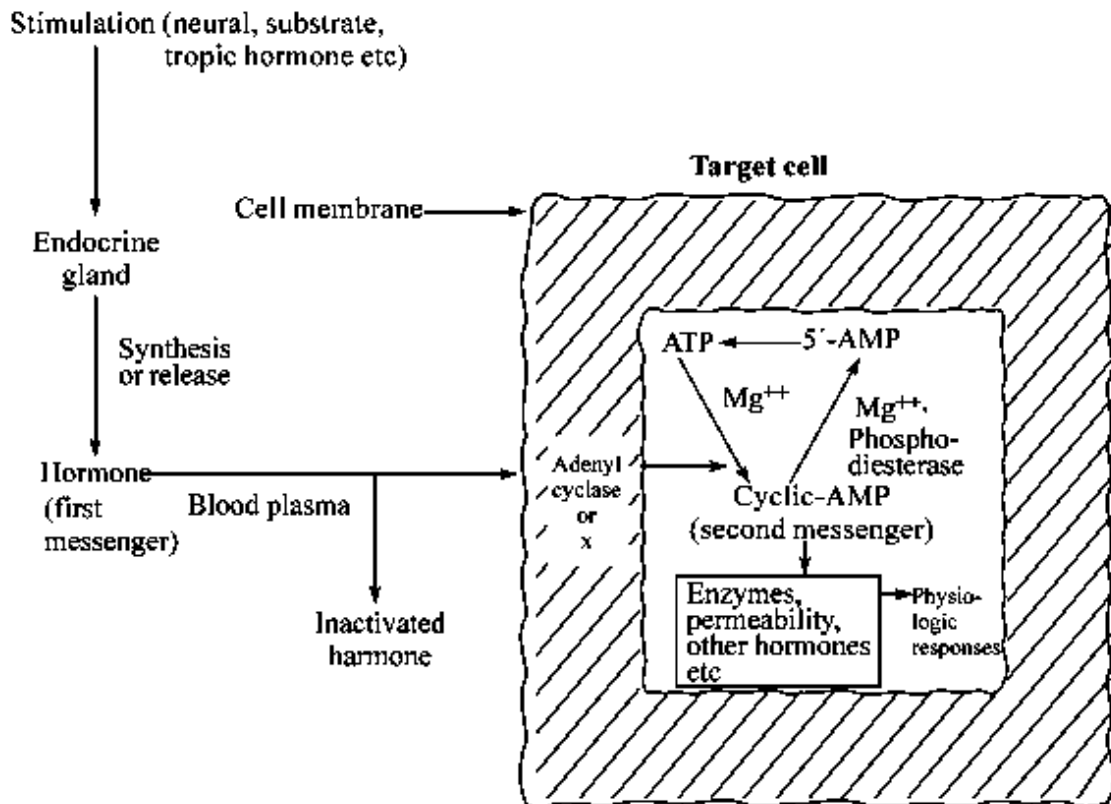 Stimulation (neural, substrate,
tropic hormone etc)
Target cell
Cell membrane
Endocrine
gland
Synthesis
or release
Hormone
(first
messenger)
Blood plasma
Inactivated
harmone
Adenyl
cyclase
or
x
ATP
5´-AMP
Mg⁺⁺
Mg⁺⁺.
Phospho-
diesterase
Cyclic-AMP
(second messenger)
Enzymes,
permeability,
other hormones
etc
Physio-
logic
responses